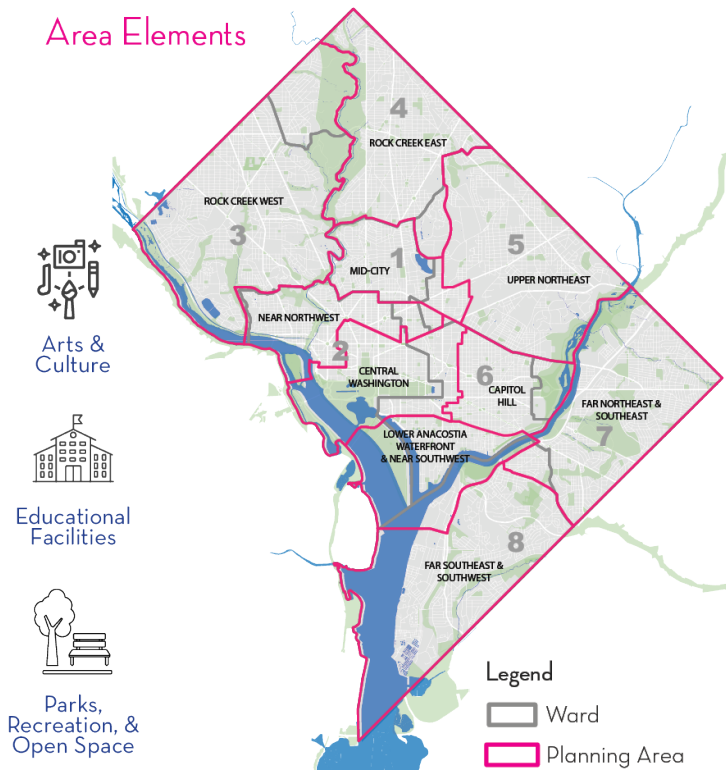 Area Elements
4
ROCK CREEK EAST
ROCK CREEK WEST
3
5
1
MID-CITY
UPPER NORTHEAST
NEAR NORTHWEST
2
CENTRAL
WASHINGTON
6
CAPITOL
HILL
FAR NORTHEAST &
SOUTHEAST
7
LOWER ANACOSTIA
WATERFRONT
& NEAR SOUTHWEST
8
FAR SOUTHEAST &
SOUTHWEST
Arts &
Culture
Educational
Facilities
Parks,
Recreation, &
Open Space
Legend
Ward
Planning Area